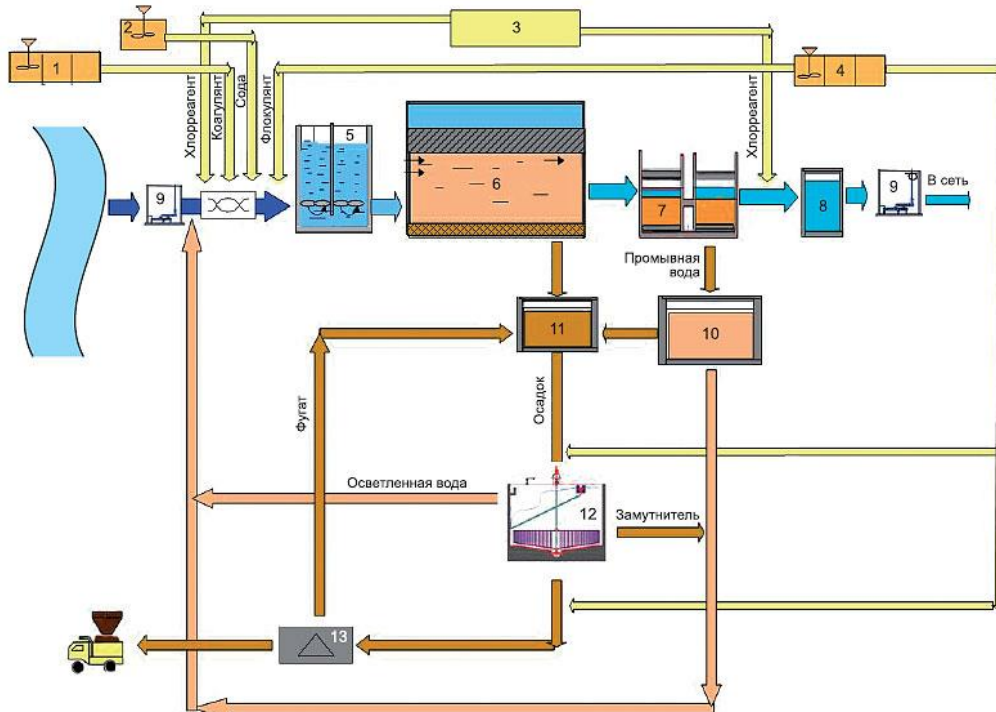 2
3
1
4
Хлорреагент
Коагулянт
Сода
Флокулянт
Хлорреагент
5
6
7
8
9
9
В сеть
Промывная
вода
11
10
Осадок
Фугат
Осветленная вода
12
Замутнитель
13